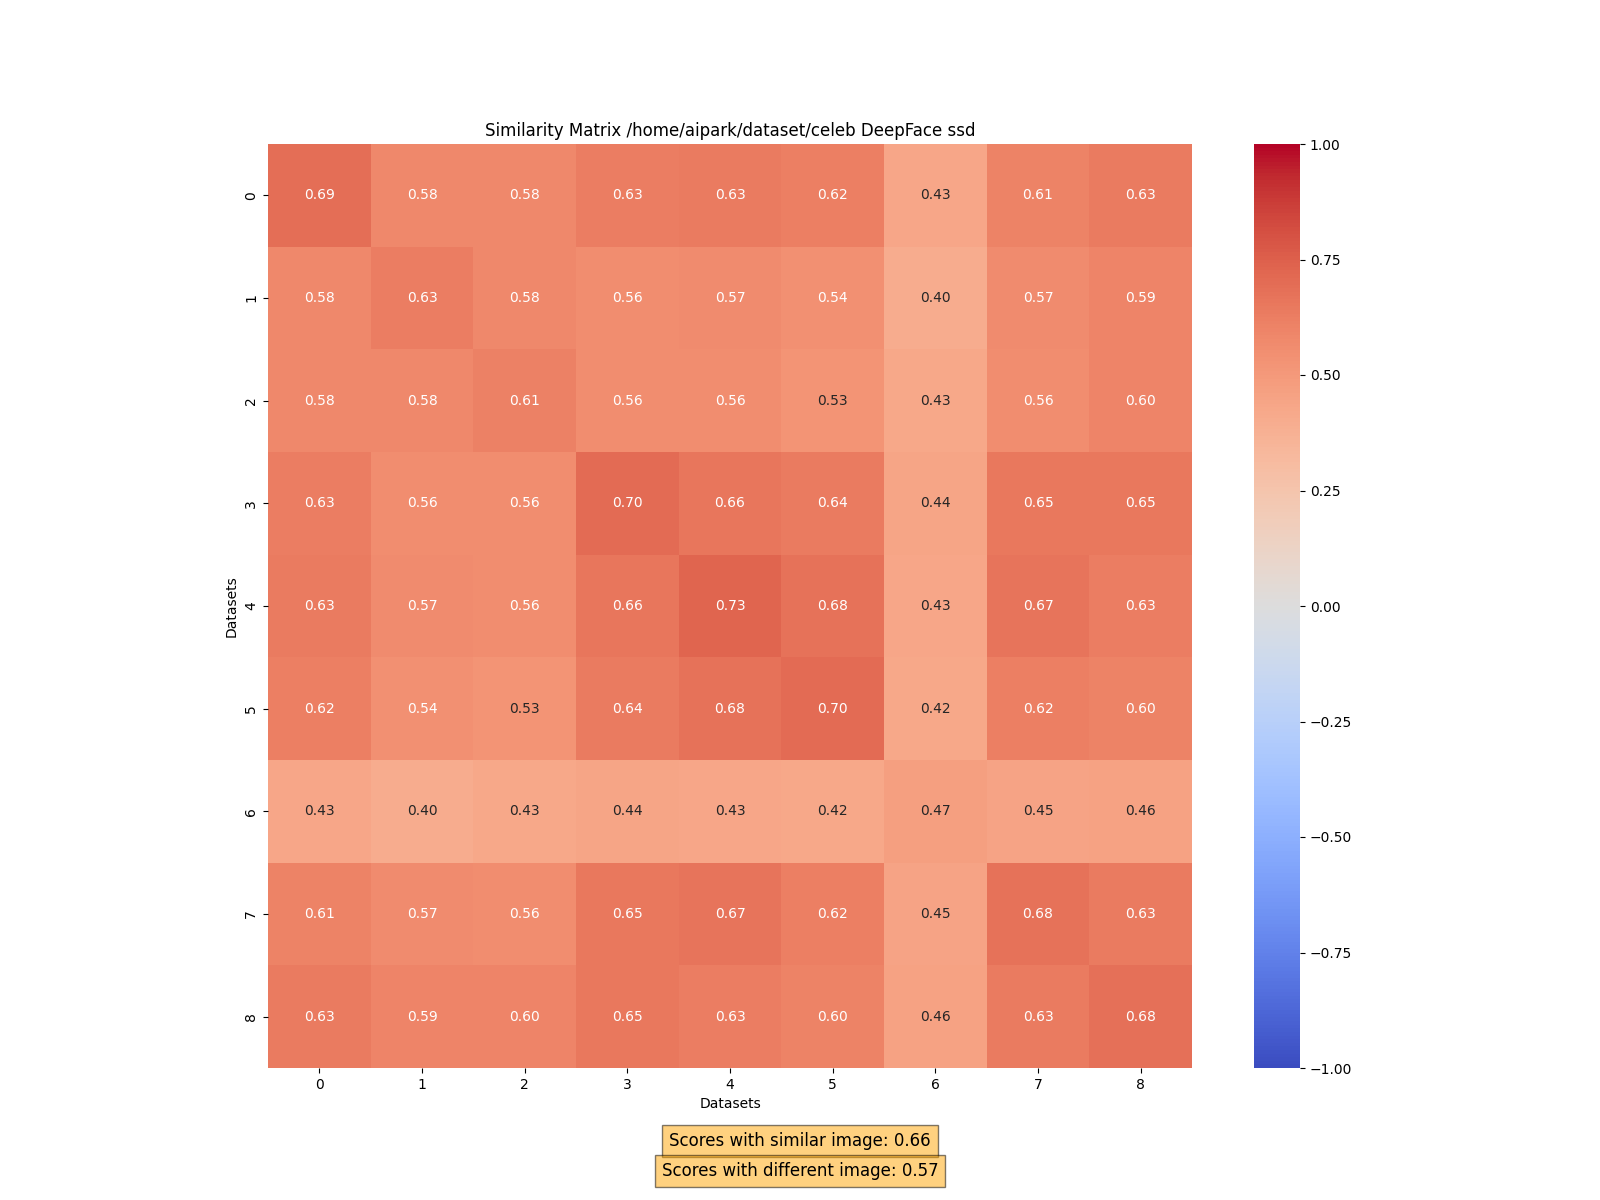 Similarity Matrix /home/aipark/dataset/celeb DeepFace ssd
0 0.69 0.58 0.58 0.63 0.63 0.62 0.43 0.61 0.63
1 0.58 0.63 0.58 0.56 0.57 0.54 0.40 0.57 0.59
2 0.58 0.58 0.61 0.56 0.56 0.53 0.43 0.56 0.60
3 0.63 0.56 0.56 0.70 0.66 0.64 0.44 0.65 0.65
4 0.63 0.57 0.56 0.66 0.73 0.68 0.43 0.67 0.63
5 0.62 0.54 0.53 0.64 0.68 0.70 0.42 0.62 0.60
6 0.43 0.40 0.43 0.44 0.43 0.42 0.47 0.45 0.46
7 0.61 0.57 0.56 0.65 0.67 0.62 0.45 0.68 0.63
8 0.63 0.59 0.60 0.65 0.63 0.60 0.46 0.63 0.68
Datasets
0 1 2 3 4 5 6 7 8
Datasets
1.00
0.75
0.50
0.25
0.00
−0.25
−0.50
−0.75
−1.00
Scores with similar image: 0.66
Scores with different image: 0.57